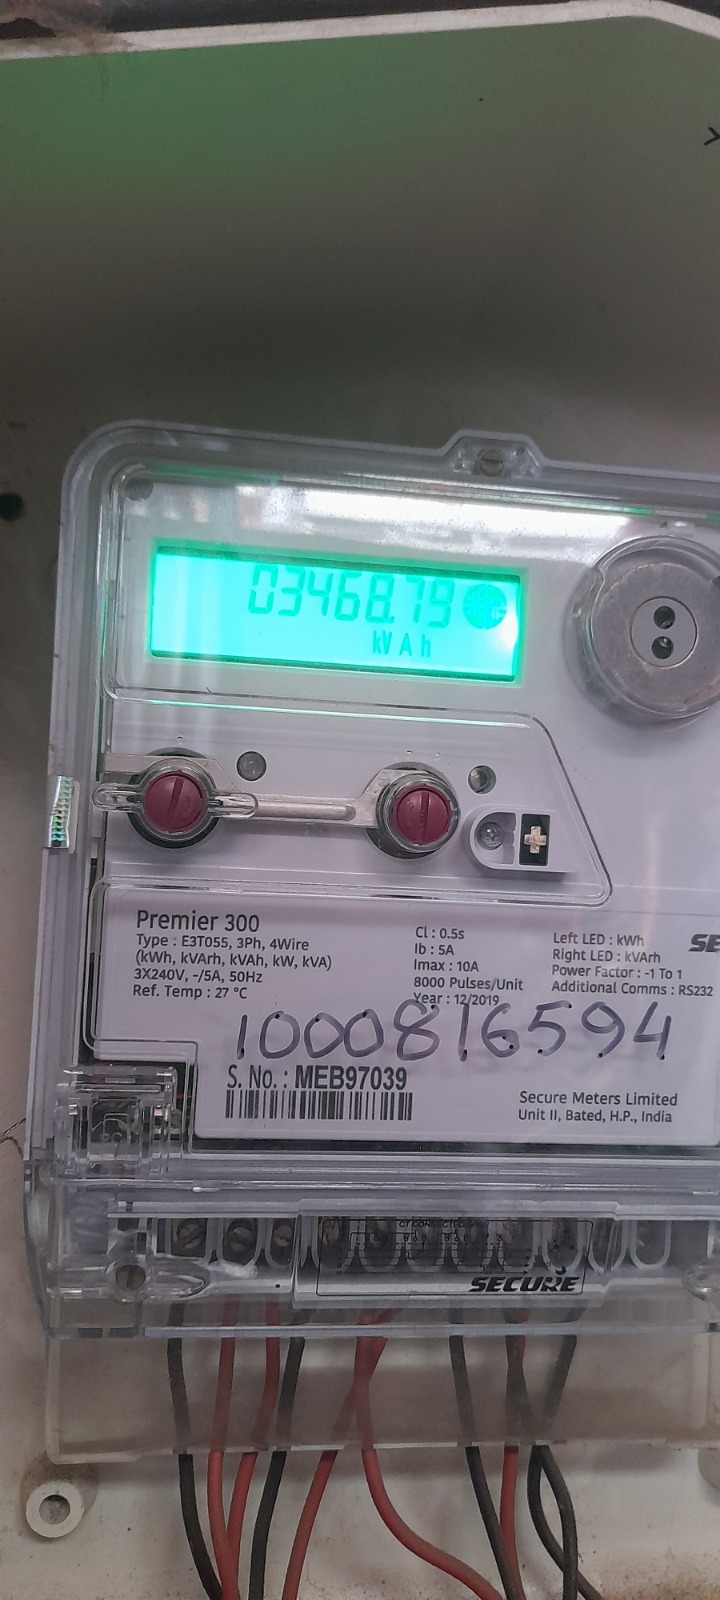 03468.79
kVAh
Premier 300
Type : E3T055, 3Ph, 4Wire
(kWh, kVArh, kVAh, kW, kVA)
3X240V, -/5A, 50Hz
Ref. Temp : 27 °C
Cl : 0.5s
Ib : 5A
Imax : 10A
8000 Pulses/Unit
Year : 12/2019
Left LED : kWh
Right LED : kVArh
Power Factor : -1 To 1
Additional Comms : RS232
SE
1000816594
S. No. : MEB97039
Secure Meters Limited
Unit II, Bated, H.P., India
CT CONNECTED
SECURE